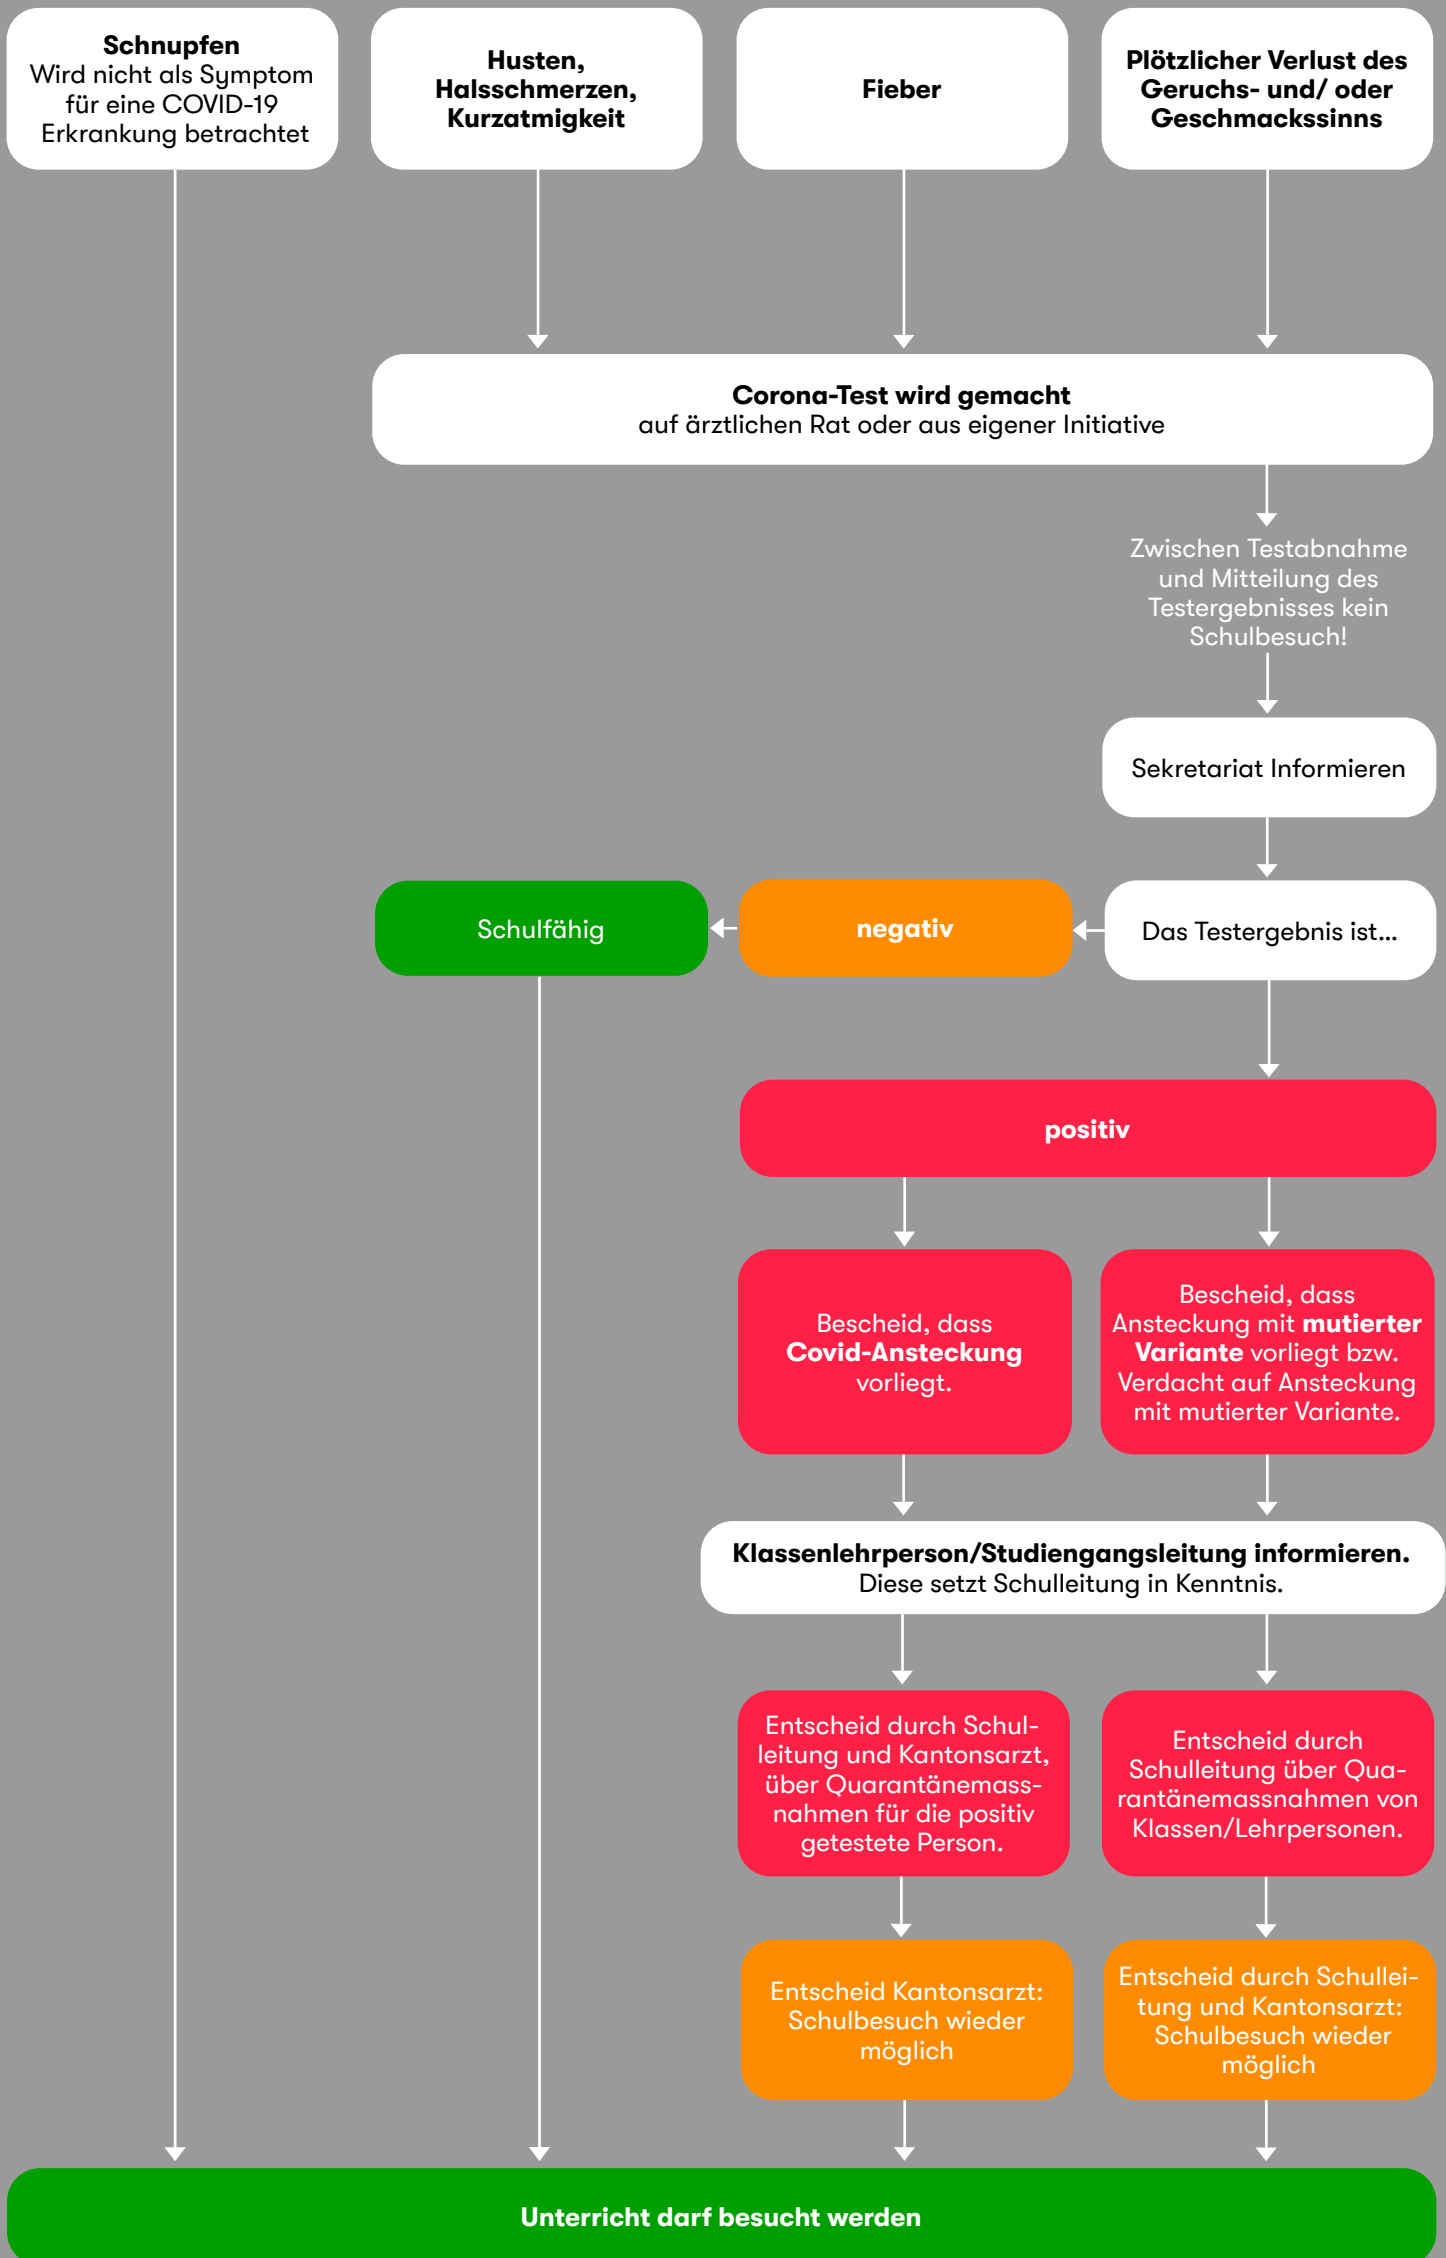 Schnupfen
Wird nicht als Symptom
für eine COVID-19
Erkrankung betrachtet
Husten,
Halsschmerzen,
Kurzatmigkeit
Fieber
Plötzlicher Verlust des
Geruchs- und/ oder
Geschmackssinns
Corona-Test wird gemacht
auf ärztlichen Rat oder aus eigener Initiative
Zwischen Testabnahme
und Mitteilung des
Testergebnisses kein
Schulbesuch!
Sekretariat Informieren
Schulfähig
negativ
Das Testergebnis ist...
positiv
Bescheid, dass
Covid-Ansteckung
vorliegt.
Bescheid, dass
Ansteckung mit mutierter
Variante vorliegt bzw.
Verdacht auf Ansteckung
mit mutierter Variante.
Klassenlehrperson/Studiengangsleitung informieren.
Diese setzt Schulleitung in Kenntnis.
Entscheid durch Schul-
leitung und Kantonsarzt,
über Quarantänemass-
nahmen für die positiv
getestete Person.
Entscheid durch
Schulleitung über Qua-
rantänemassnahmen von
Klassen/Lehrpersonen.
Entscheid Kantonsarzt:
Schulbesuch wieder
möglich
Entscheid durch Schullei-
tung und Kantonsarzt:
Schulbesuch wieder
möglich
Unterricht darf besucht werden